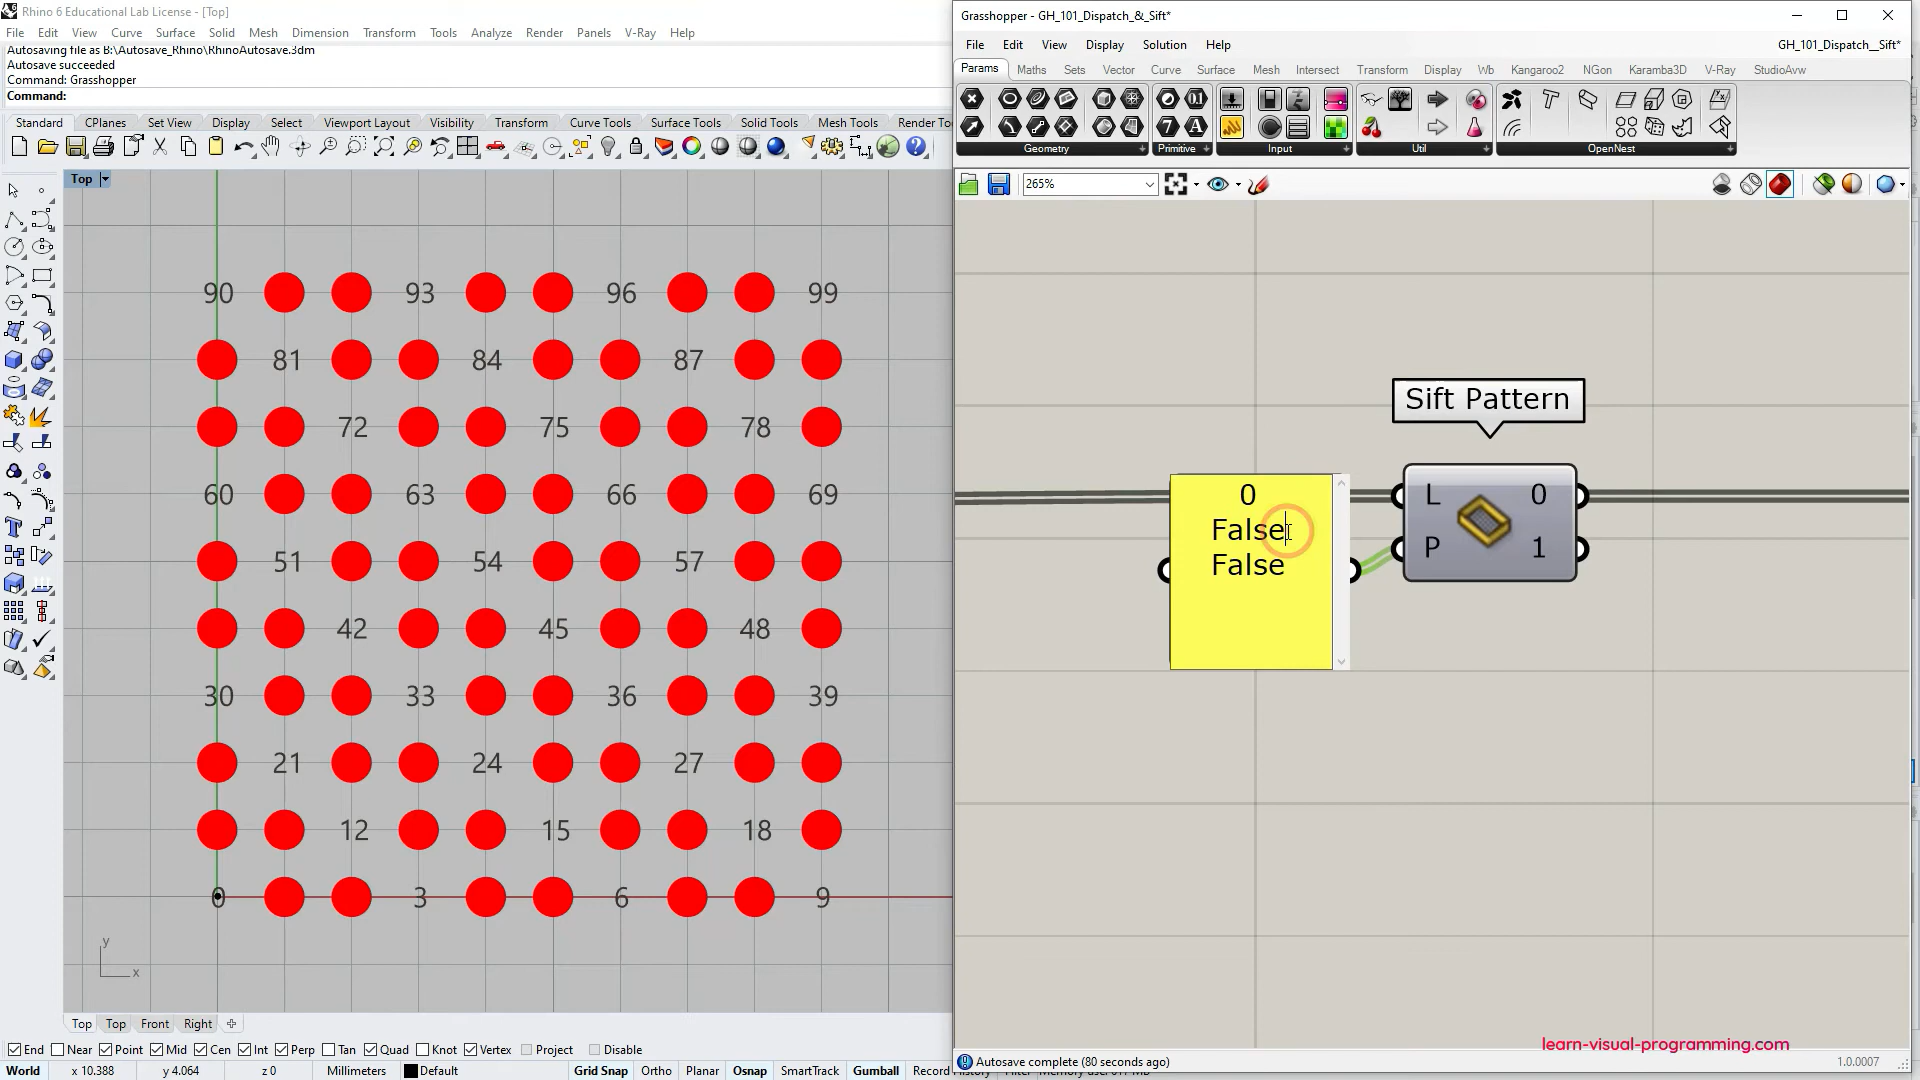 Rhino 6 Educational Lab License - [Top]
File Edit View Curve Surface Solid Mesh Dimension Transform Tools Analyze Render Panels V-Ray Help
Autosaving file as B:\Autosave_Rhino\RhinoAutosave.3dm
Autosave succeeded
Command: Grasshopper
Command:
Standard CPlanes Set View Display Select Viewport Layout Visibility Transform Curve Tools Surface Tools Solid Tools Mesh Tools Render To
Top
90 93 96 99
81 84 87
72 75 78
60 63 66 69
51 54 57
42 45 48
30 33 36 39
21 24 27
12 15 18
0 3 6 9
y
x
Top Top Front Right
End Near Point Mid Cen Int Perp Tan Quad Knot Vertex Project Disable
World x 10.388 y 4.064 z 0 Millimeters Default Grid Snap Ortho Planar Osnap SmartTrack Gumball Record
Grasshopper - GH_101_Dispatch_&_Sift*
File Edit View Display Solution Help
GH_101_Dispatch__Sift*
Params Maths Sets Vector Curve Surface Mesh Intersect Transform Display Wb Kangaroo2 NGon Karamba3D V-Ray StudioAvw
Geometry Primitive Input Util OpenNest
265%
Sift Pattern
0
False
False
L 0
P 1
learn-visual-programming.com
Autosave complete (80 seconds ago)
1.0.0007